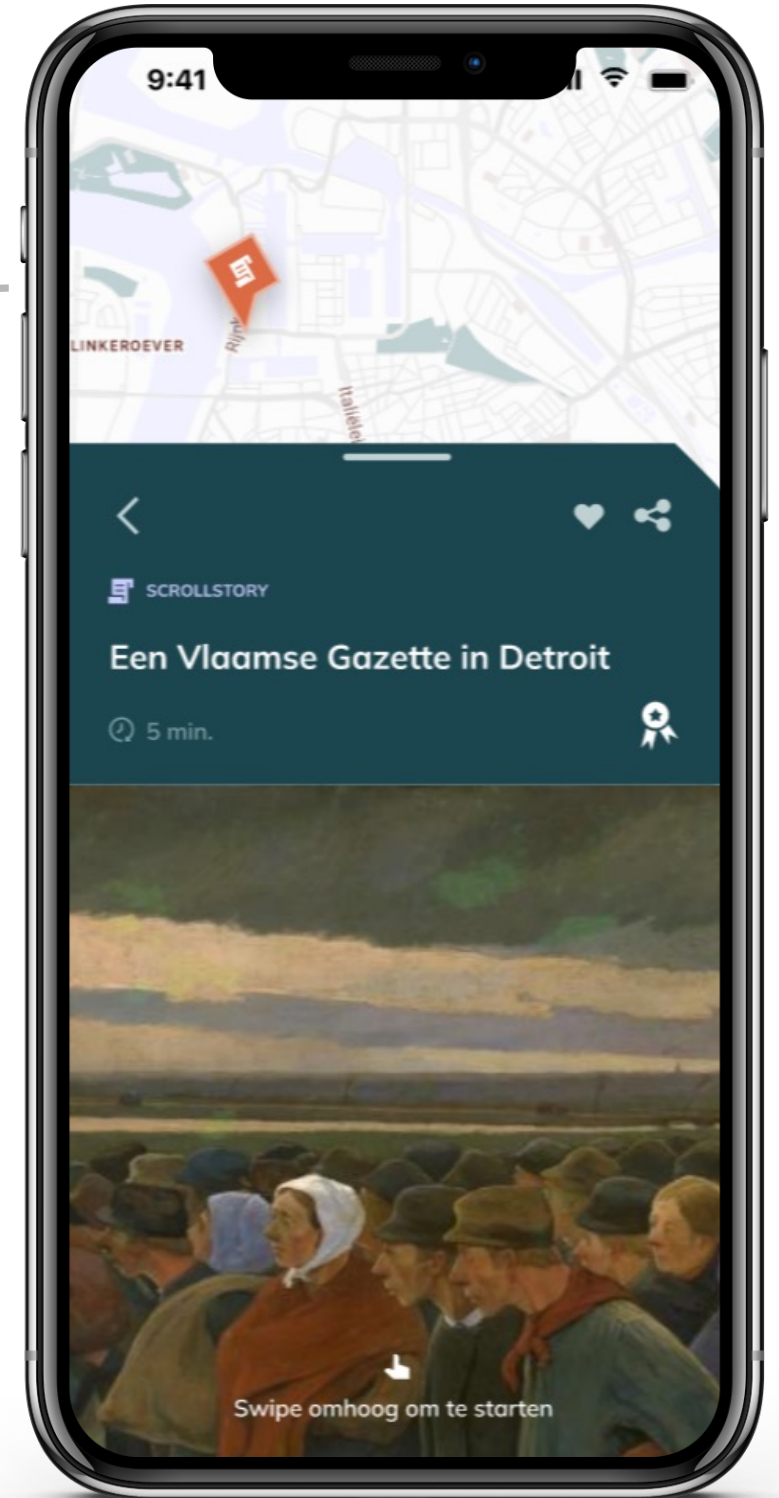 9:41
LINKEROEVER
SCROLLSTORY
Een Vlaamse Gazette in Detroit
5 min.
Swipe omhoog om te starten